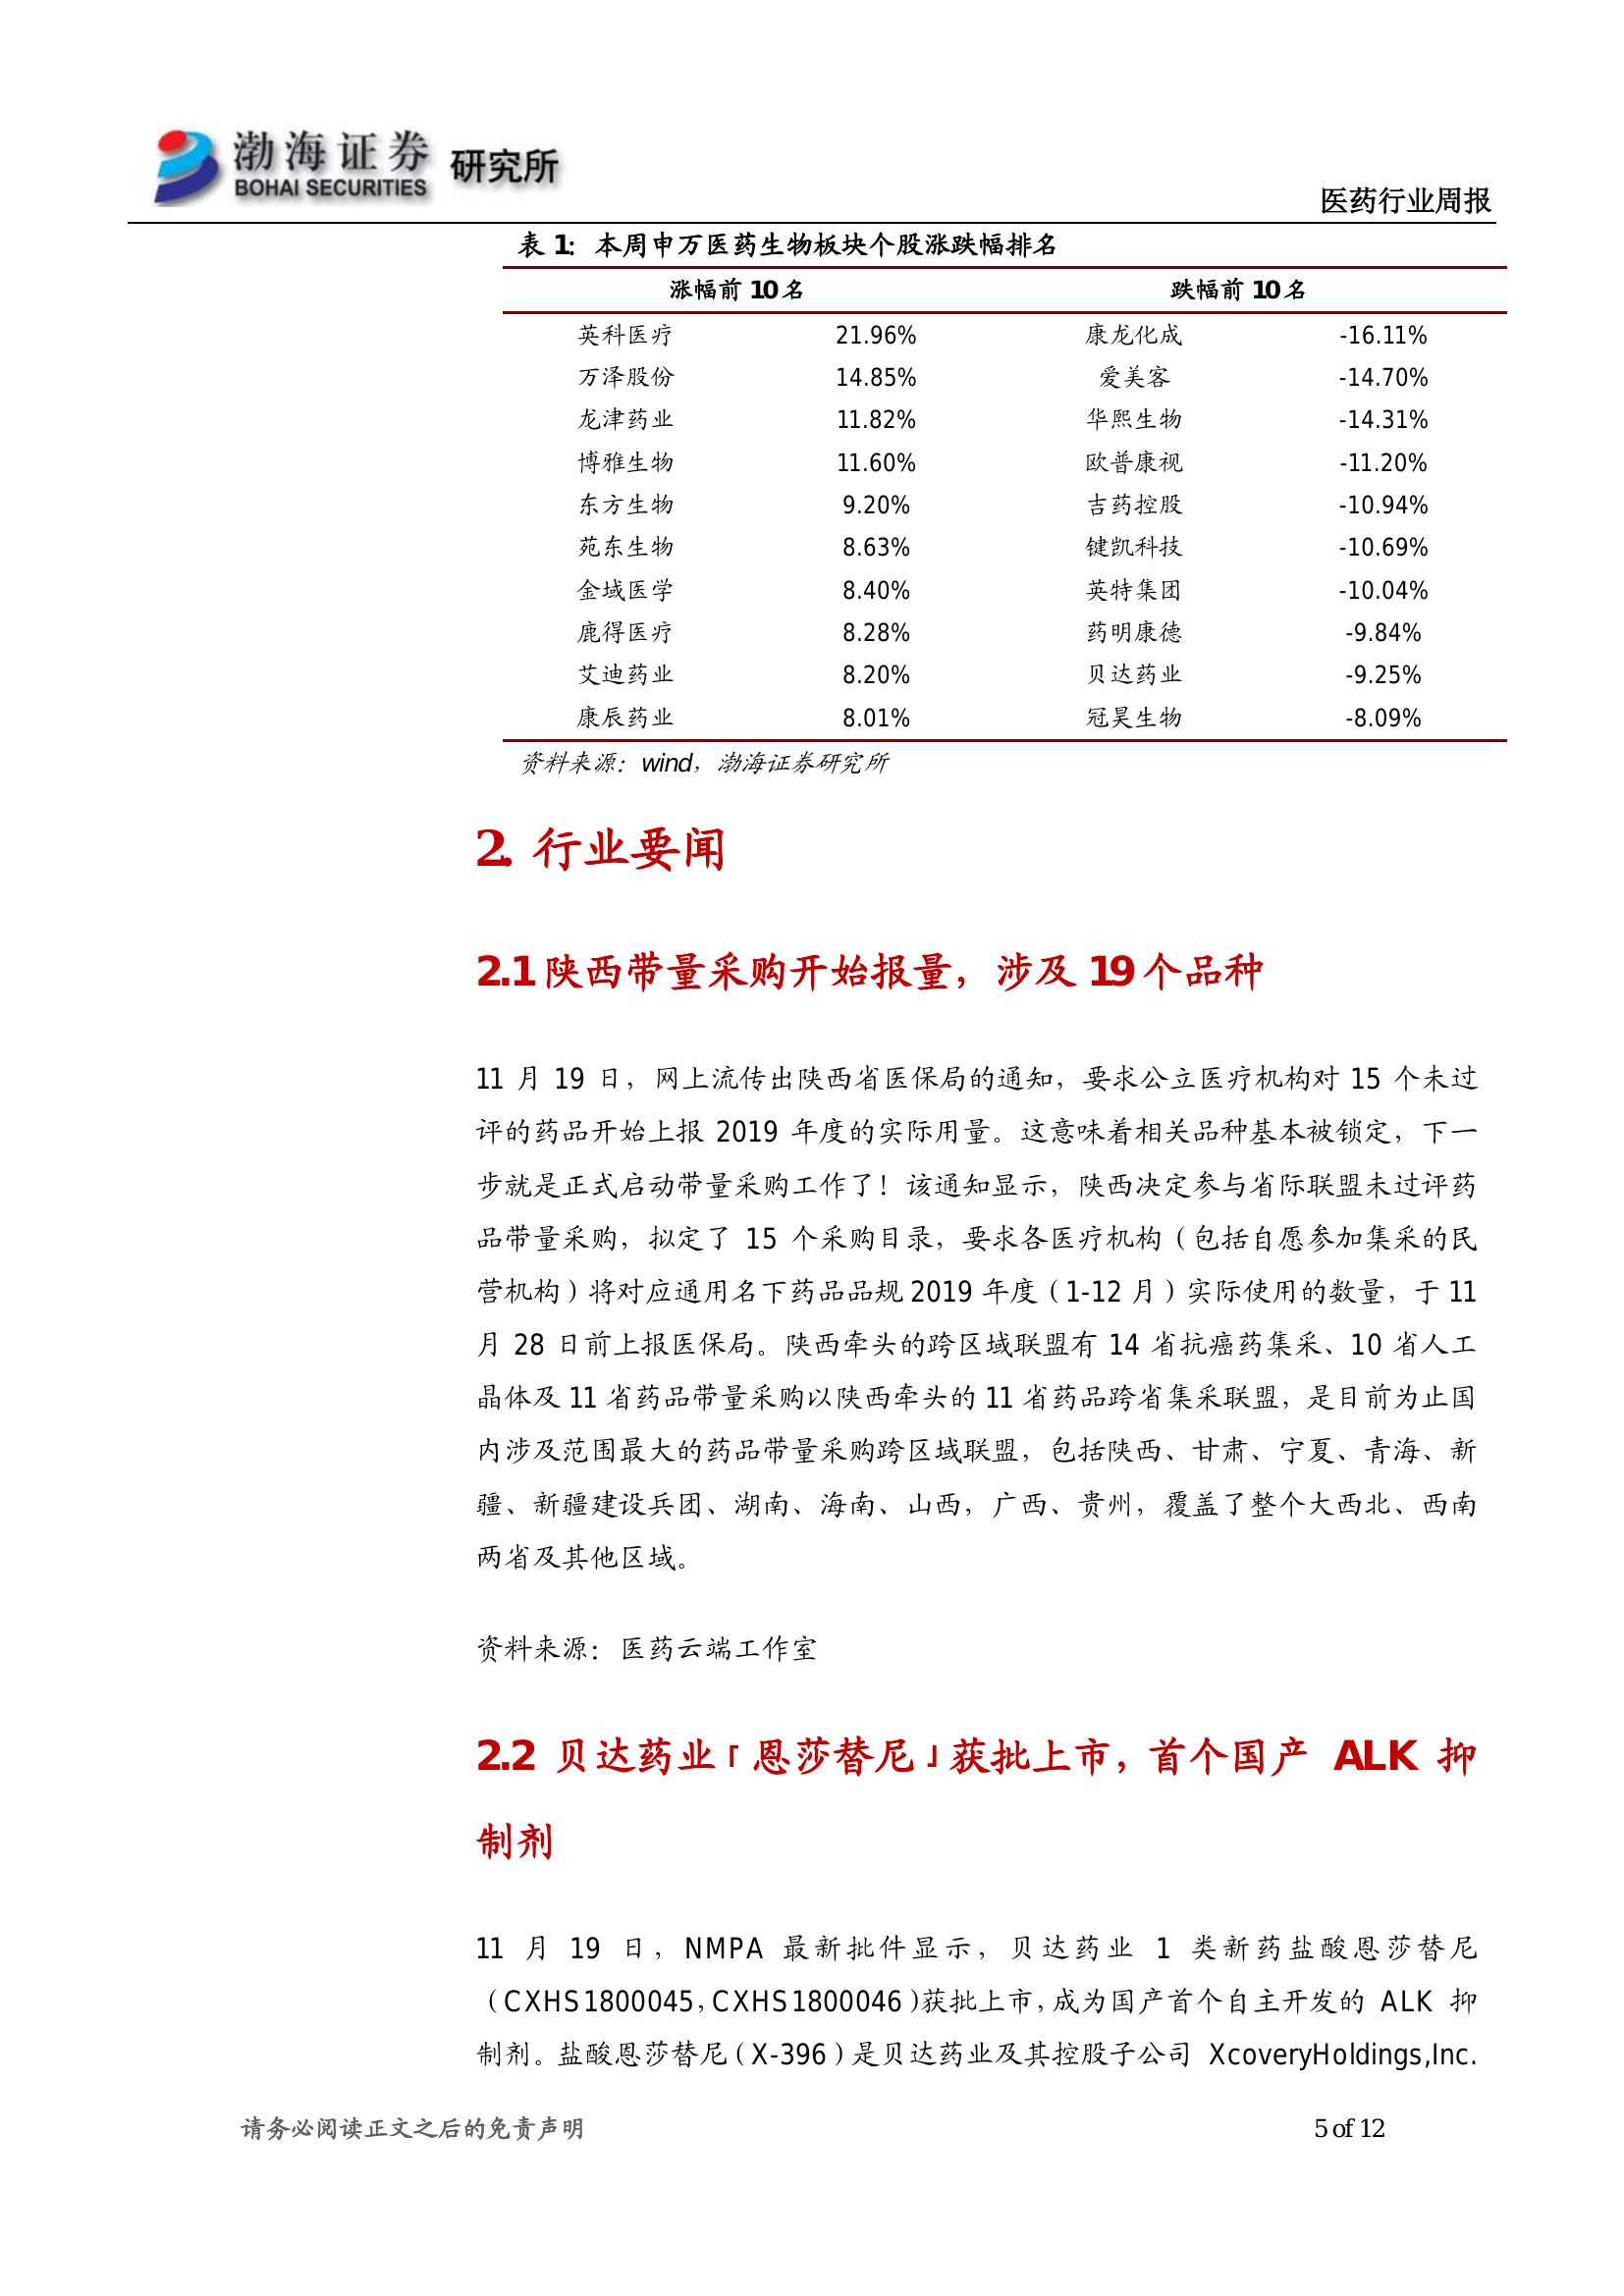 渤海证券 研究所
BOHAI SECURITIES
医药行业周报
表 1：本周申万医药生物板块个股涨跌幅排名
涨幅前 10 名 跌幅前 10 名
英科医疗 21.96% 康龙化成 -16.11%
万泽股份 14.85% 爱美客 -14.70%
龙津药业 11.82% 华熙生物 -14.31%
博雅生物 11.60% 欧普康视 -11.20%
东方生物 9.20% 吉药控股 -10.94%
苑东生物 8.63% 键凯科技 -10.69%
金域医学 8.40% 英特集团 -10.04%
鹿得医疗 8.28% 药明康德 -9.84%
艾迪药业 8.20% 贝达药业 -9.25%
康辰药业 8.01% 冠昊生物 -8.09%
资料来源：wind，渤海证券研究所
2. 行业要闻
2.1 陕西带量采购开始报量，涉及 19 个品种
11 月 19 日，网上流传出陕西省医保局的通知，要求公立医疗机构对 15 个未过
评的药品开始上报 2019 年度的实际用量。这意味着相关品种基本被锁定，下一
步就是正式启动带量采购工作了！该通知显示，陕西决定参与省际联盟未过评药
品带量采购，拟定了 15 个采购目录，要求各医疗机构（包括自愿参加集采的民
营机构）将对应通用名下药品品规 2019 年度（1-12 月）实际使用的数量，于 11
月 28 日前上报医保局。陕西牵头的跨区域联盟有 14 省抗癌药集采、10 省人工
晶体及 11 省药品带量采购以陕西牵头的 11 省药品跨省集采联盟，是目前为止国
内涉及范围最大的药品带量采购跨区域联盟，包括陕西、甘肃、宁夏、青海、新
疆、新疆建设兵团、湖南、海南、山西，广西、贵州，覆盖了整个大西北、西南
两省及其他区域。
资料来源：医药云端工作室
2.2 贝达药业「恩莎替尼」获批上市，首个国产 ALK 抑
制剂
11 月 19 日，NMPA 最新批件显示，贝达药业 1 类新药盐酸恩莎替尼
（CXHS1800045，CXHS1800046）获批上市，成为国产首个自主开发的 ALK 抑
制剂。盐酸恩莎替尼（X-396）是贝达药业及其控股子公司 XcoveryHoldings,Inc.
请务必阅读正文之后的免责声明 5 of 12